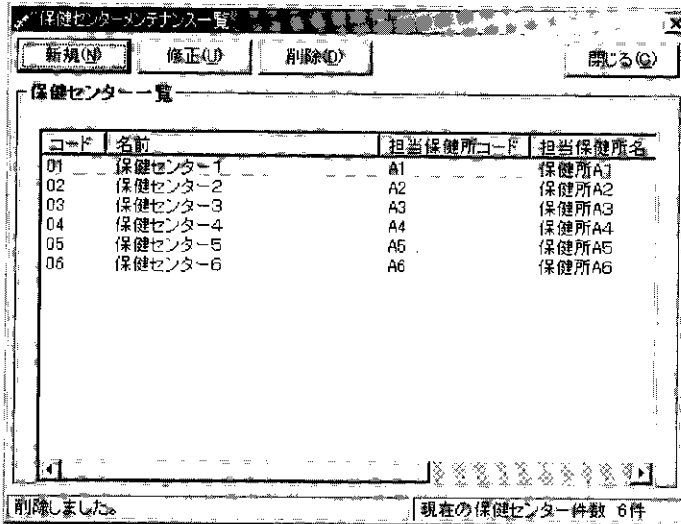 保健センターメンテナンス一覧
新規(N) 修正(U) 削除(D) 閉じる(C)
保健センター一覧
コード 名前 担当保健所コード 担当保健所名
01 保健センター1 A1 保健所A1
02 保健センター2 A2 保健所A2
03 保健センター3 A3 保健所A3
04 保健センター4 A4 保健所A4
05 保健センター5 A5 保健所A5
06 保健センター6 A6 保健所A6
削除しました。 現在の保健センター件数 6件